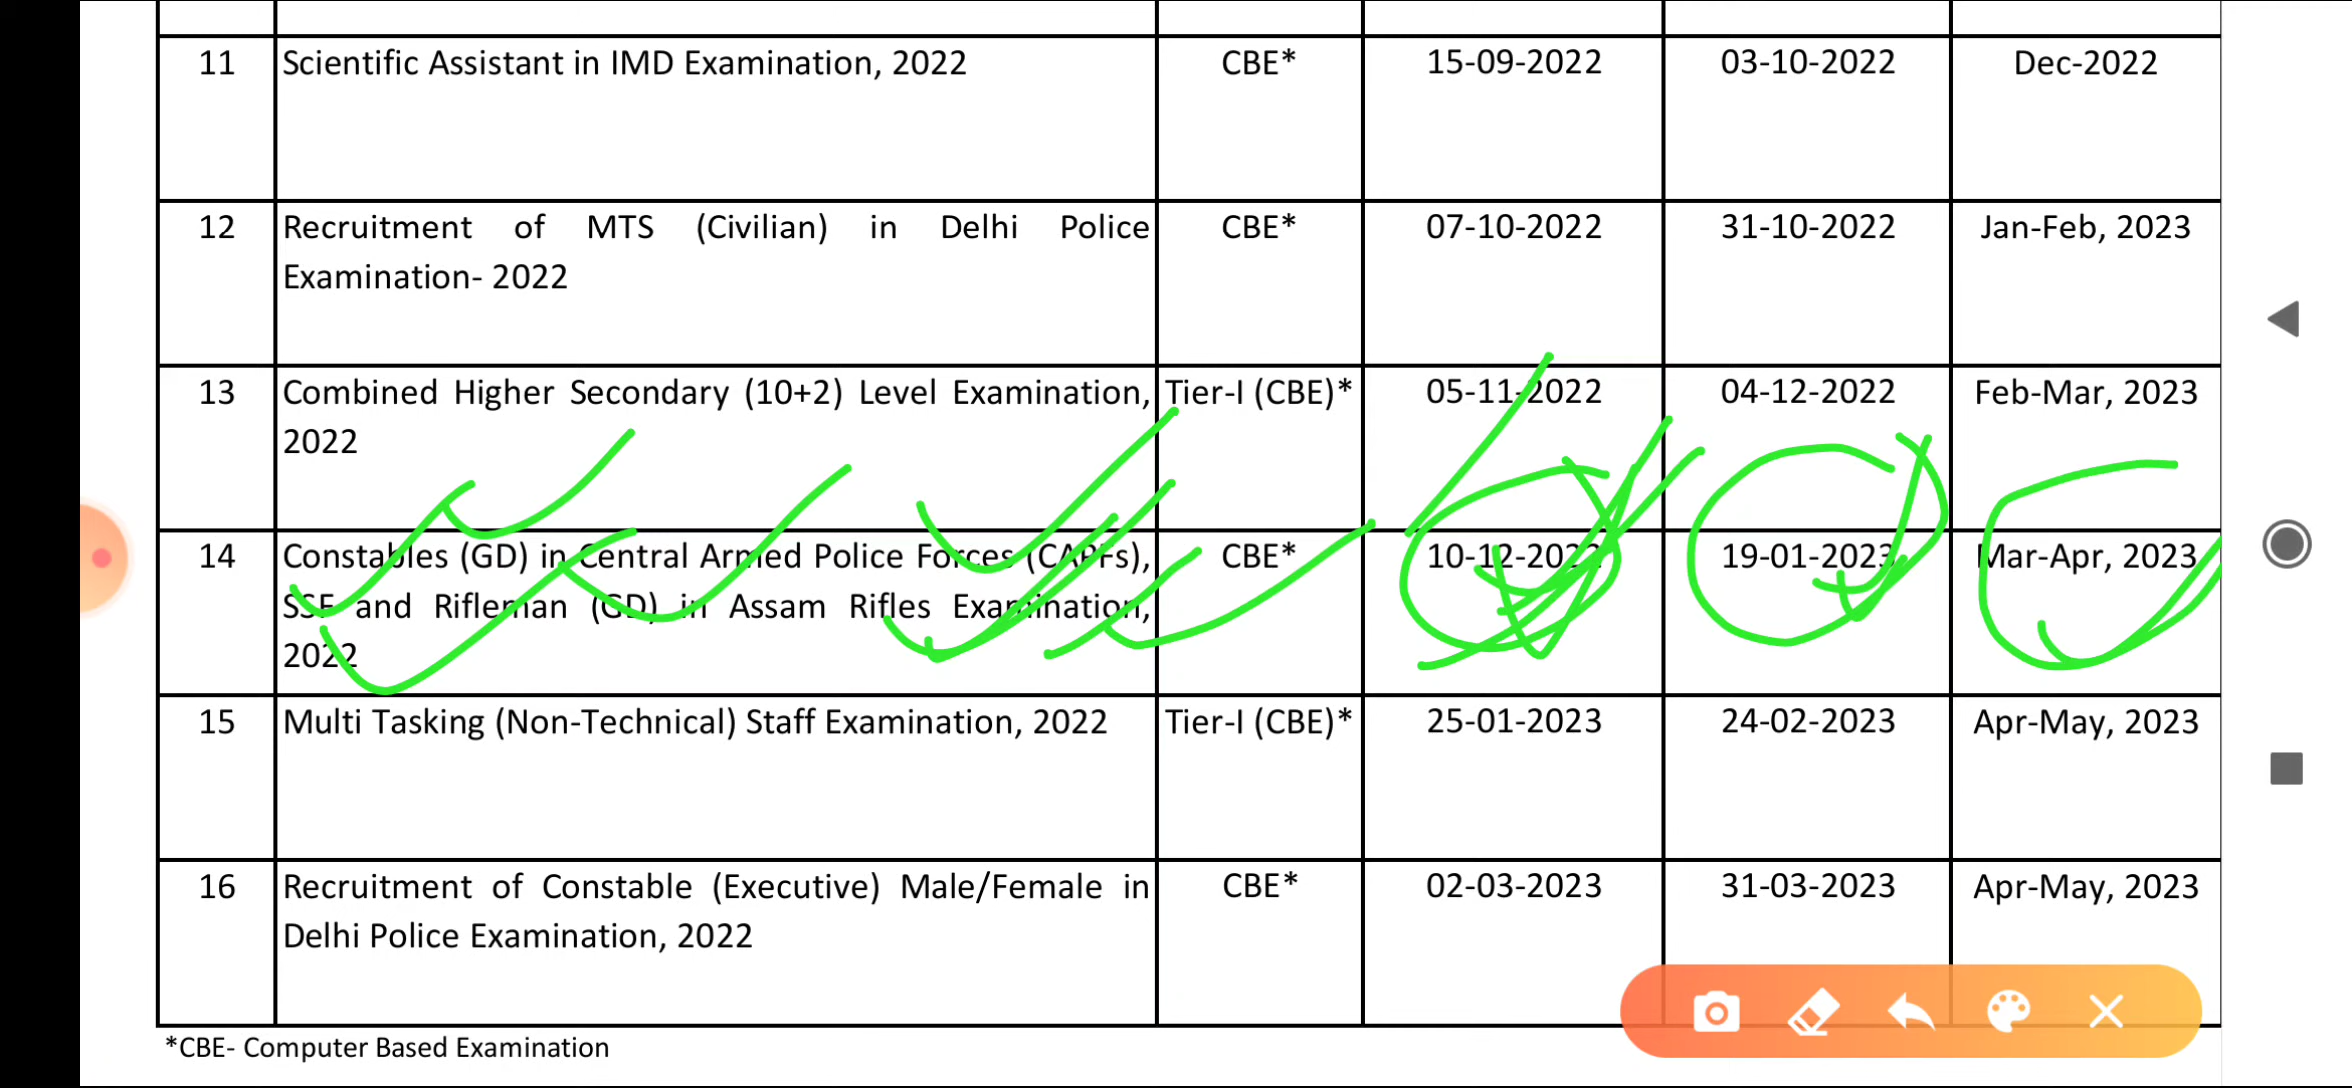 11 Scientific Assistant in IMD Examination, 2022 CBE* 15-09-2022 03-10-2022 Dec-2022
12 Recruitment of MTS (Civilian) in Delhi Police CBE* 07-10-2022 31-10-2022 Jan-Feb, 2023
Examination- 2022
13 Combined Higher Secondary (10+2) Level Examination, Tier-I (CBE)* 05-11-2022 04-12-2022 Feb-Mar, 2023
2022
14 Constables (GD) in Central Armed Police Forces (CAPFs), CBE* 10-12-2022 19-01-2023 Mar-Apr, 2023
SSF and Rifleman (GD) in Assam Rifles Examination,
2022
15 Multi Tasking (Non-Technical) Staff Examination, 2022 Tier-I (CBE)* 25-01-2023 24-02-2023 Apr-May, 2023
16 Recruitment of Constable (Executive) Male/Female in CBE* 02-03-2023 31-03-2023 Apr-May, 2023
Delhi Police Examination, 2022
*CBE- Computer Based Examination